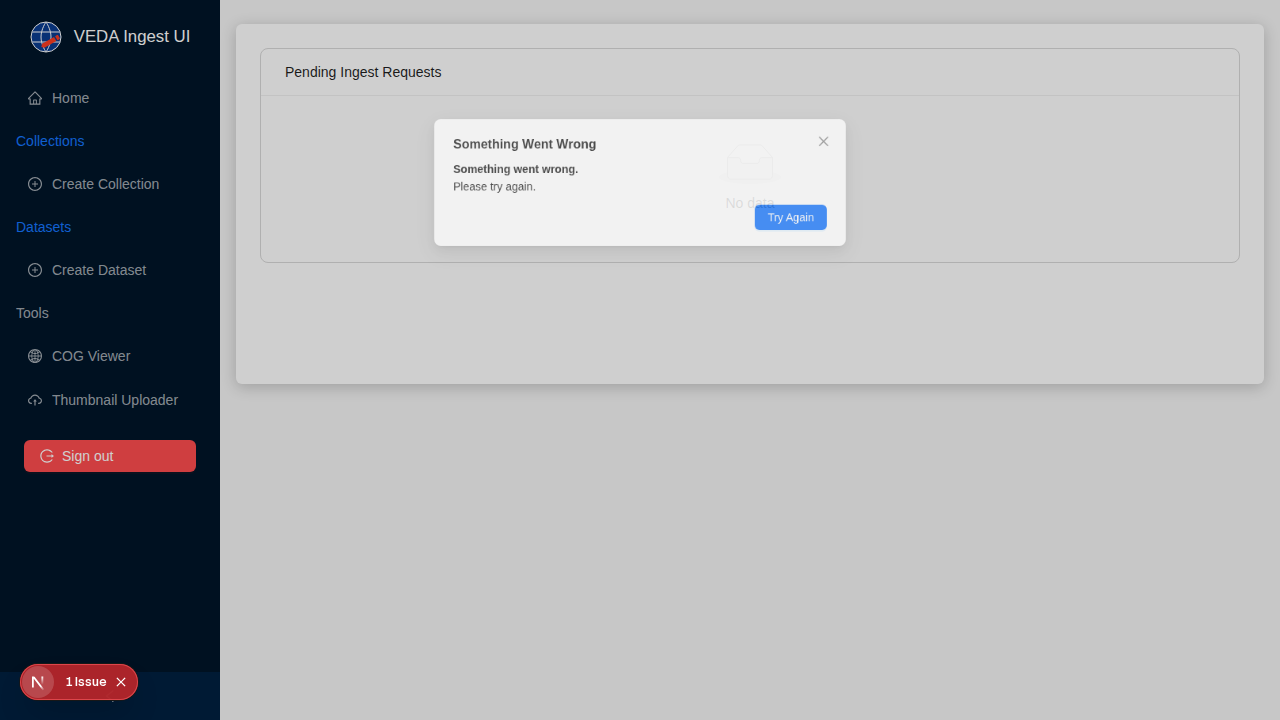 VEDA Ingest UI
Home
Collections
Create Collection
Datasets
Create Dataset
Tools
COG Viewer
Thumbnail Uploader
Sign out
1 Issue
Pending Ingest Requests
Something Went Wrong
Something went wrong.
Please try again.
No data
Try Again